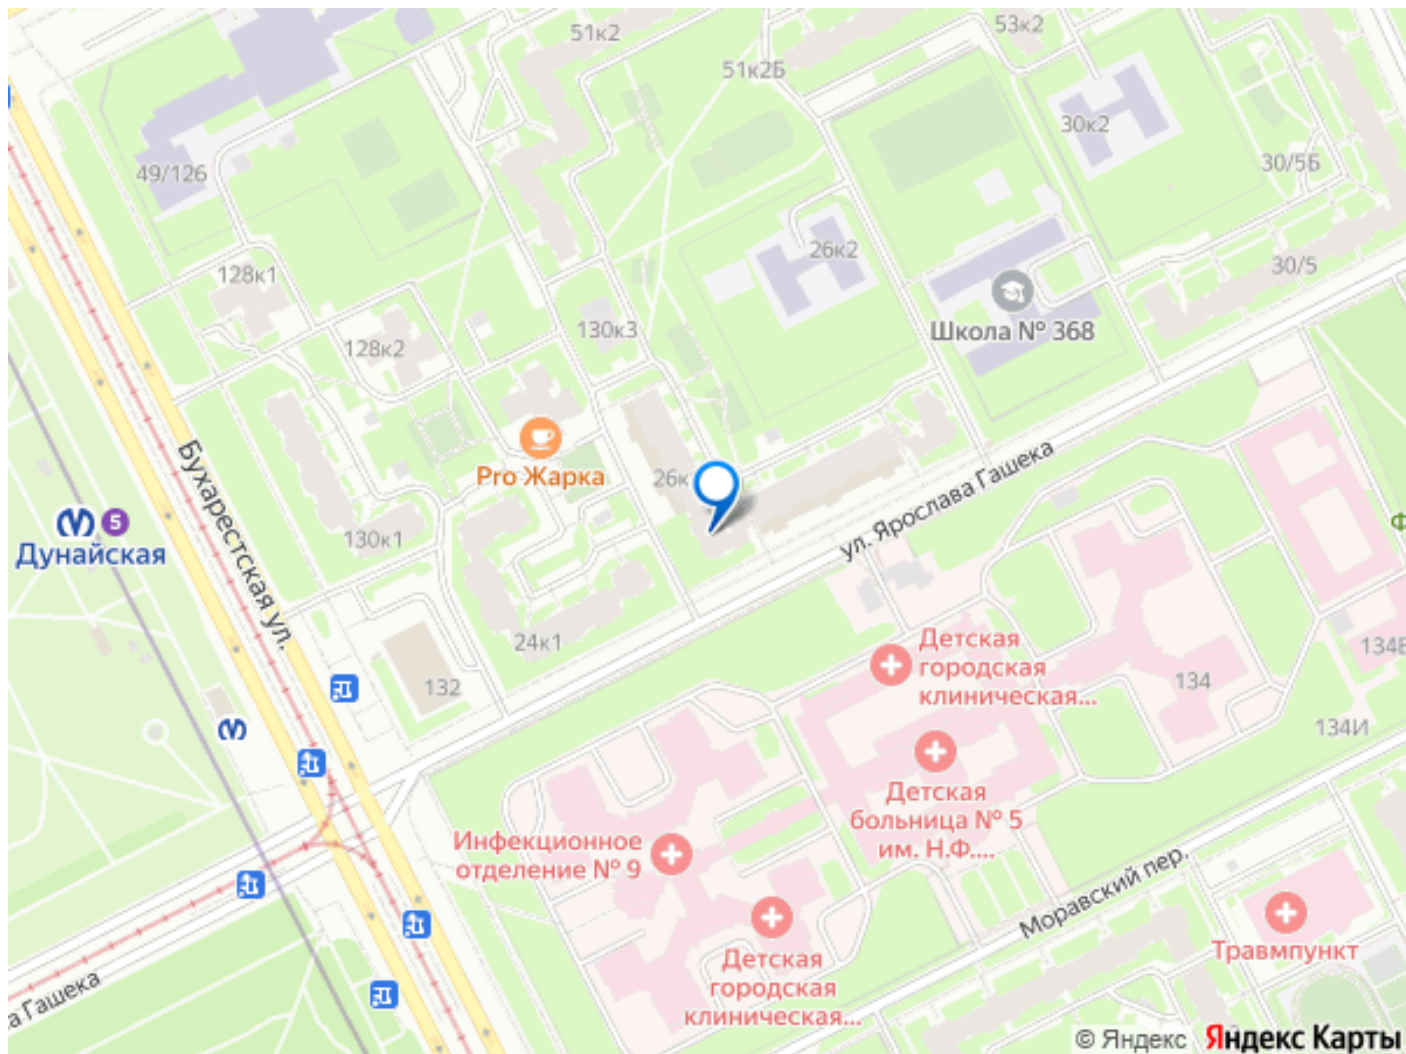 51к2
53к2
51к2Б
30к2
49/126
30/5Б
26к2
128к1
30/5
130к3
Школа № 368
128к2
Бухарестская ул.
Pro Жарка
26к
ул. Ярослава Гашека
5
Дунайская
130к1
Ф
24к1
Детская
городская
клиническая...
134Е
132
134
134И
Детская
больница № 5
им. Н.Ф....
Инфекционное
отделение № 9
Моравский пер.
Детская
городская
клиническая...
Травмпункт
а Гашека
© Яндекс Яндекс Карты